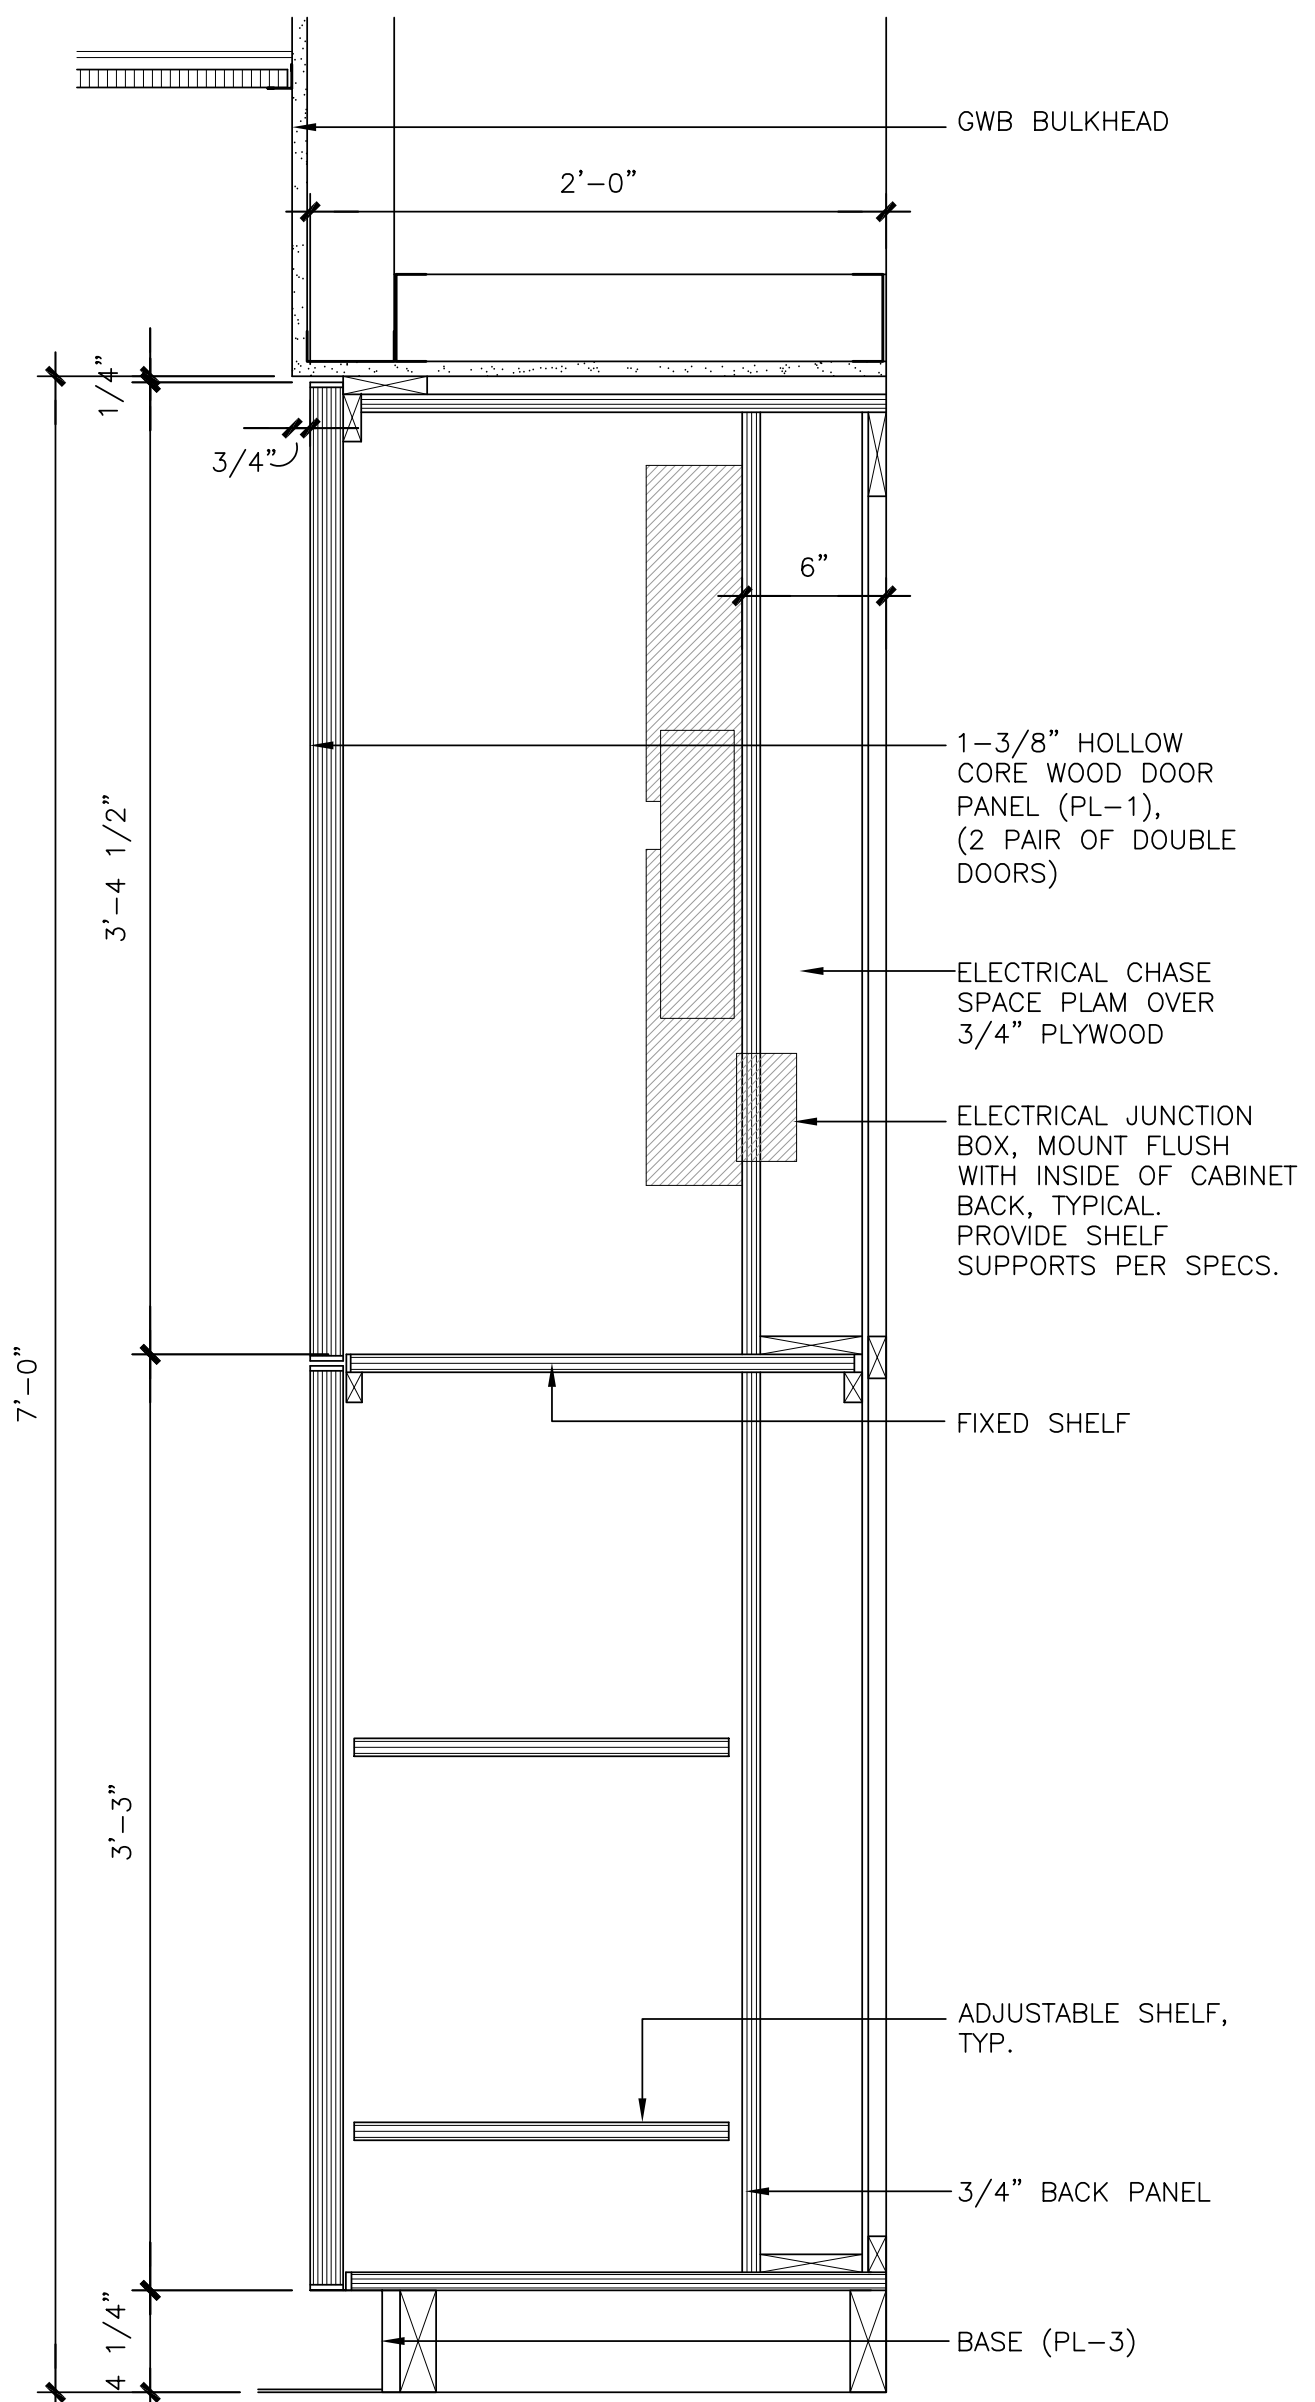 GWB BULKHEAD
2'-0"
1/4"
3/4"
6"
1-3/8" HOLLOW
CORE WOOD DOOR
PANEL (PL-1),
(2 PAIR OF DOUBLE
DOORS)
3'-4 1/2"
ELECTRICAL CHASE
SPACE PLAM OVER
3/4" PLYWOOD
ELECTRICAL JUNCTION
BOX, MOUNT FLUSH
WITH INSIDE OF CABINET
BACK, TYPICAL.
PROVIDE SHELF
SUPPORTS PER SPECS.
7'-0"
FIXED SHELF
3'-3"
ADJUSTABLE SHELF,
TYP.
3/4" BACK PANEL
4 1/4"
BASE (PL-3)